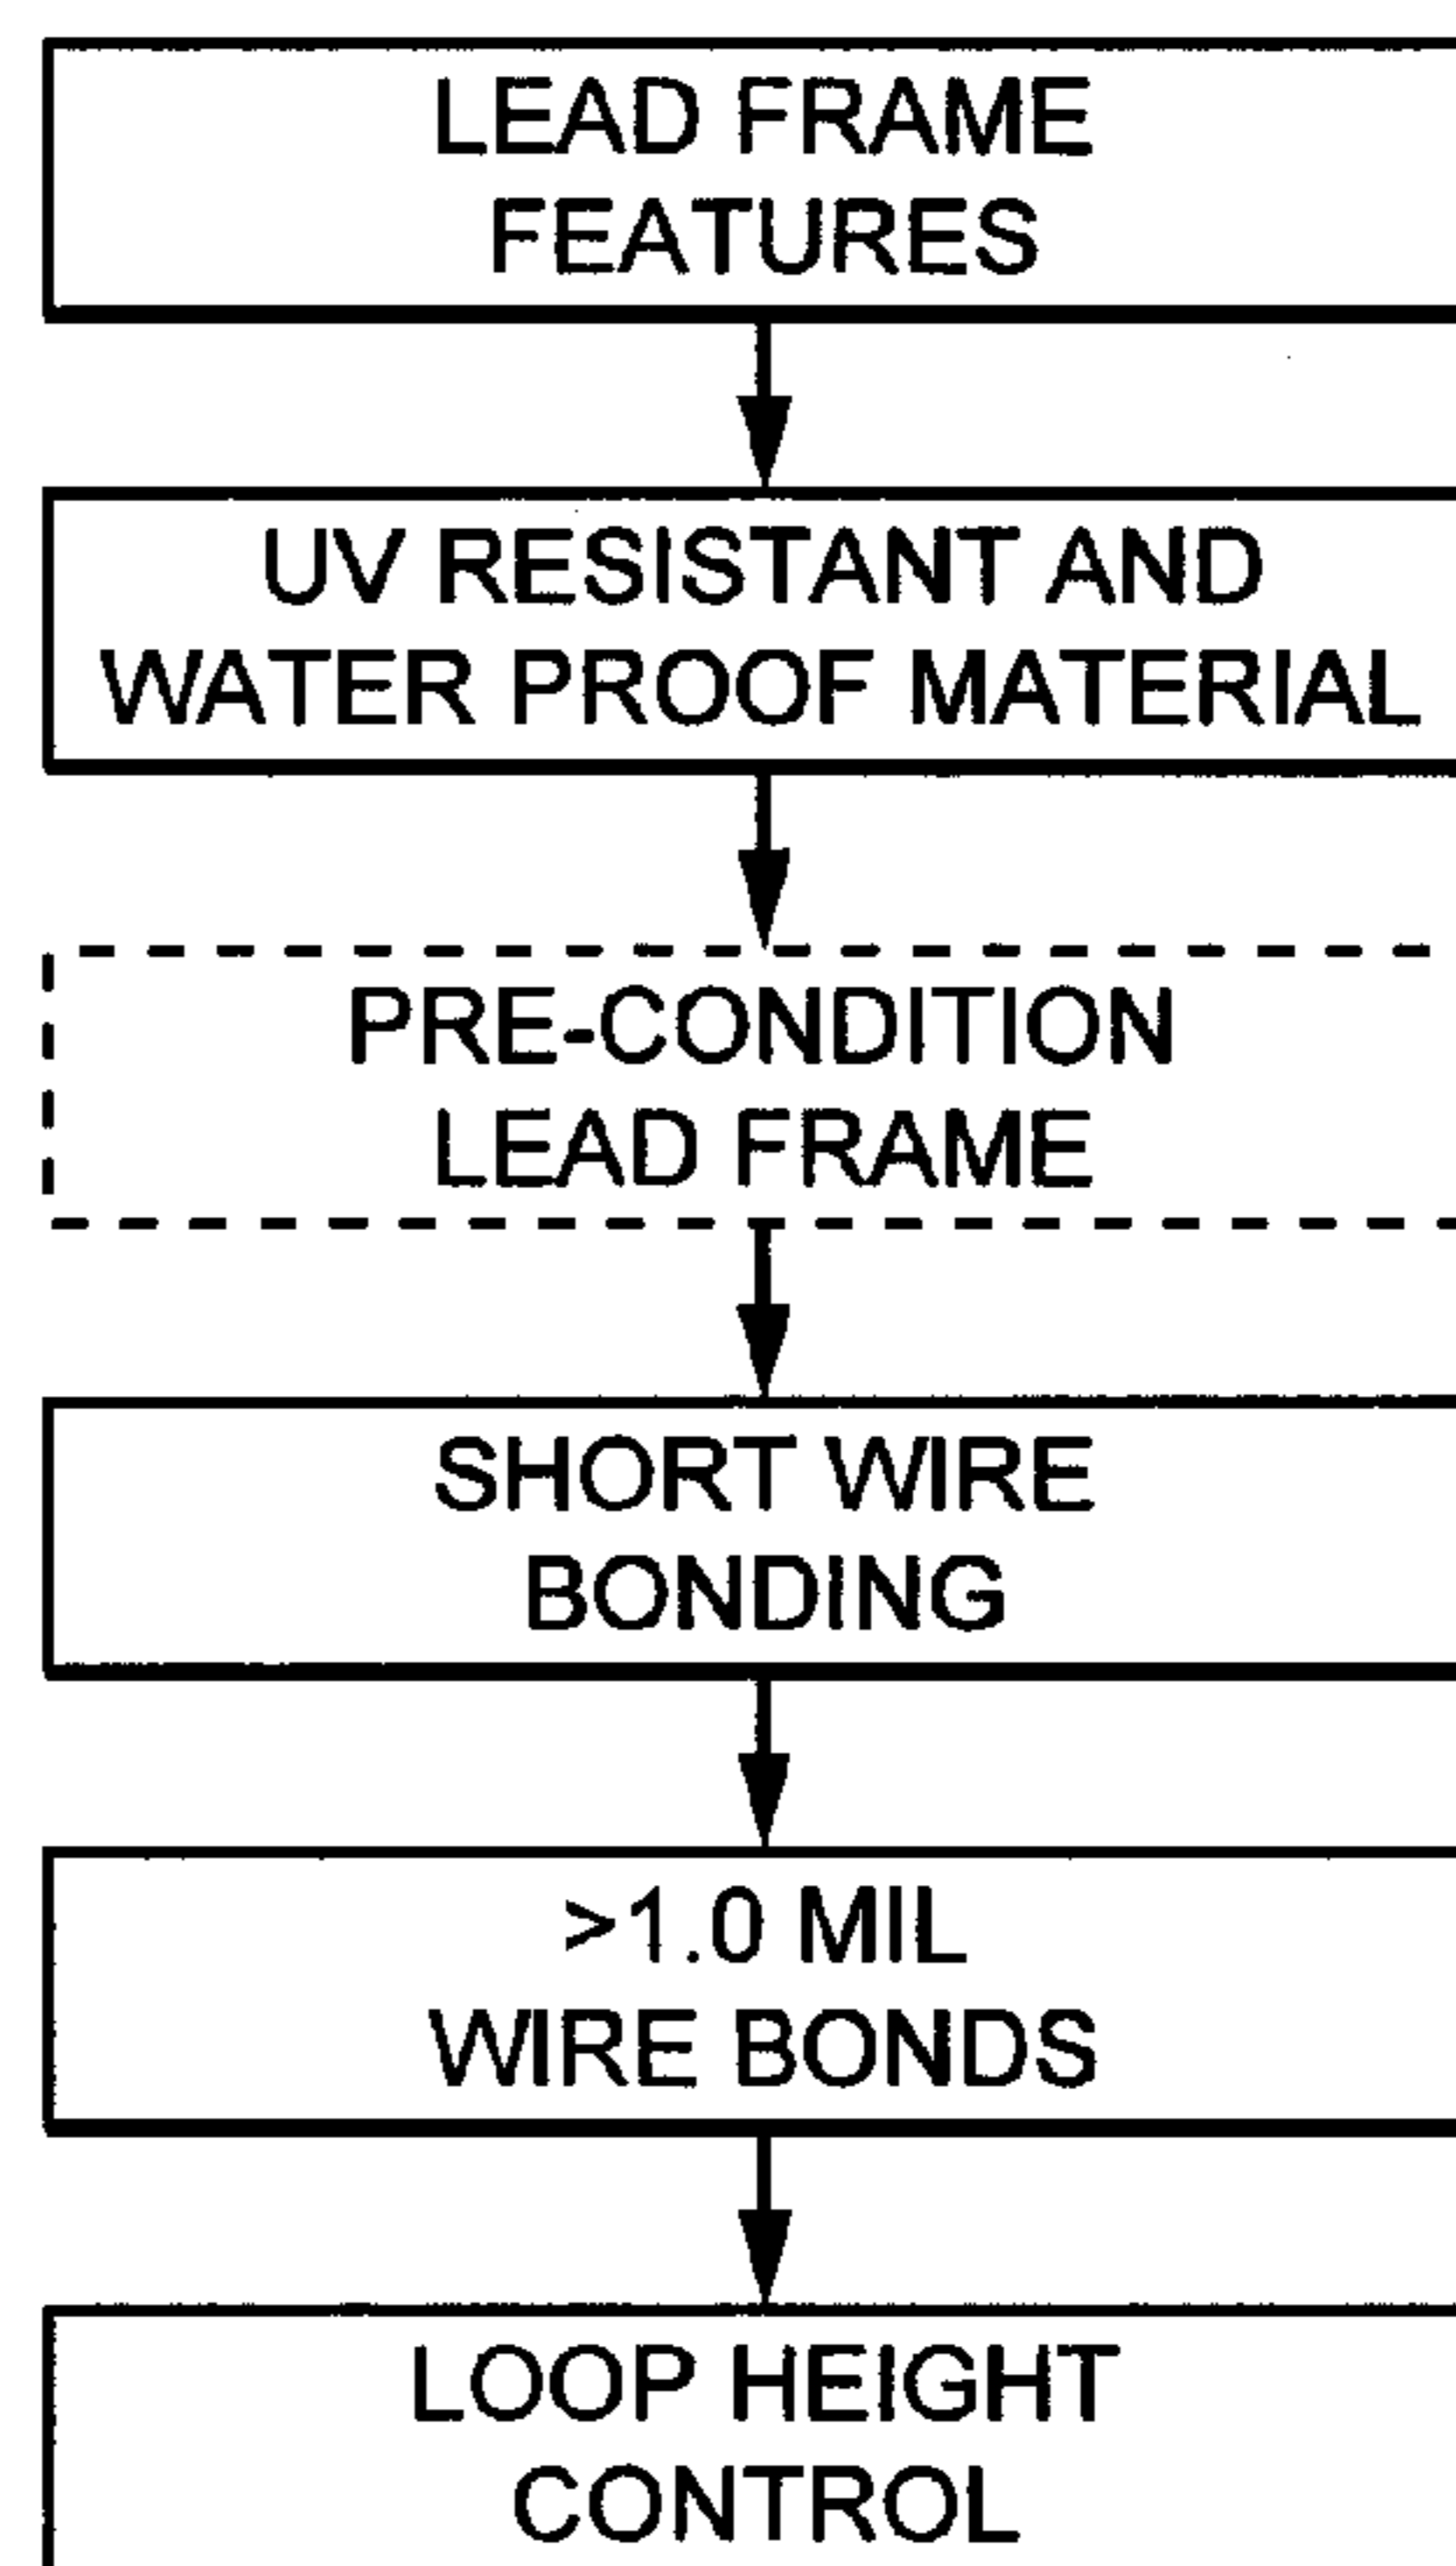 LEAD FRAME
FEATURES
UV RESISTANT AND
WATER PROOF MATERIAL
PRE-CONDITION
LEAD FRAME
SHORT WIRE
BONDING
>1.0 MIL
WIRE BONDS
LOOP HEIGHT
CONTROL